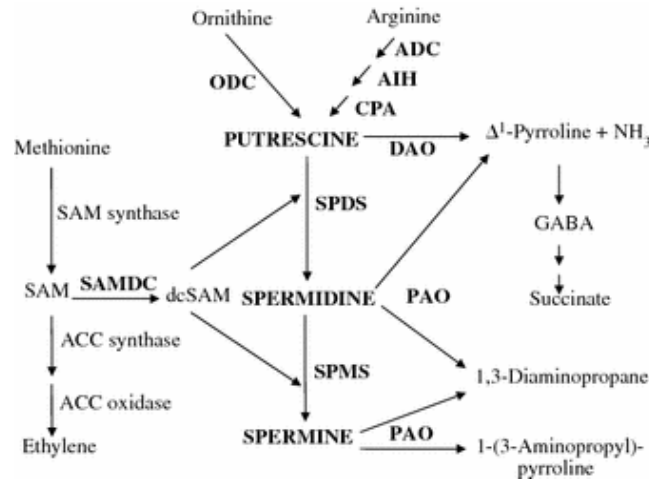 Ornithine
Arginine
ADC
ODC
AIH
CPA
PUTRESCINE
DAO
Δ¹-Pyrroline + NH₃
Methionine
SAM synthase
SPDS
GABA
SAM
SAMDC
dcSAM
SPERMIDINE
PAO
Succinate
ACC synthase
SPMS
1,3-Diaminopropane
ACC oxidase
Ethylene
SPERMINE
PAO
1-(3-Aminopropyl)-
pyrroline